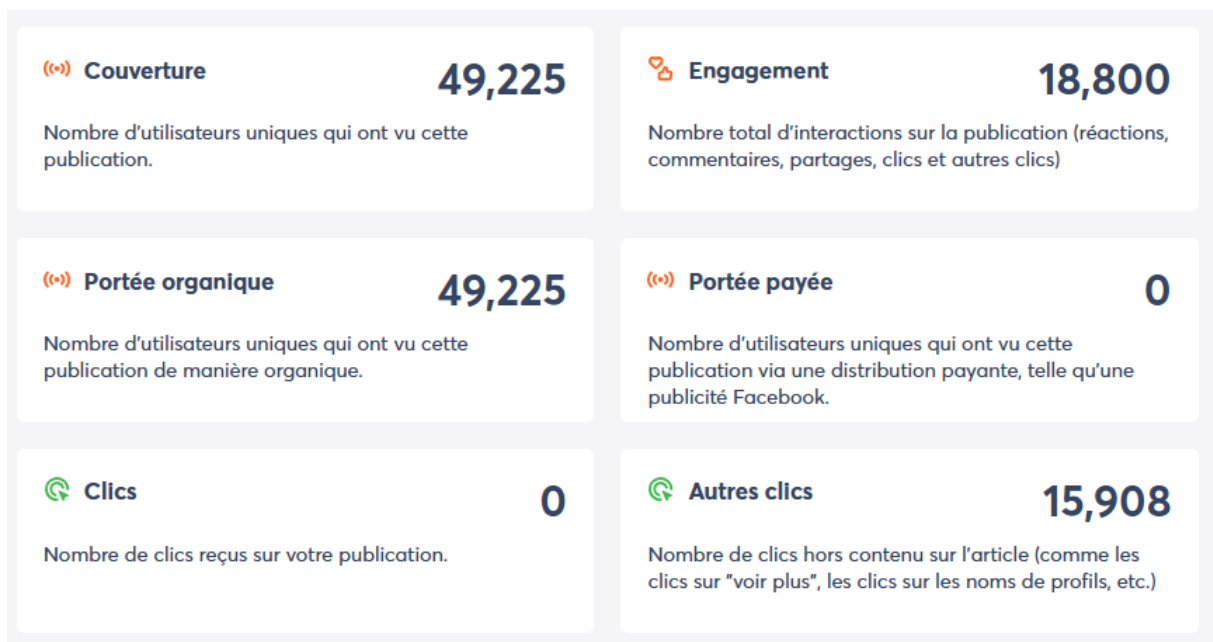 Couverture
49,225
Nombre d'utilisateurs uniques qui ont vu cette
publication.
Engagement
18,800
Nombre total d'interactions sur la publication (réactions,
commentaires, partages, clics et autres clics)
Portée organique
49,225
Nombre d'utilisateurs uniques qui ont vu cette
publication de manière organique.
Portée payée
0
Nombre d'utilisateurs uniques qui ont vu cette
publication via une distribution payante, telle qu'une
publicité Facebook.
Clics
0
Nombre de clics reçus sur votre publication.
Autres clics
15,908
Nombre de clics hors contenu sur l'article (comme les
clics sur "voir plus", les clics sur les noms de profils, etc.)